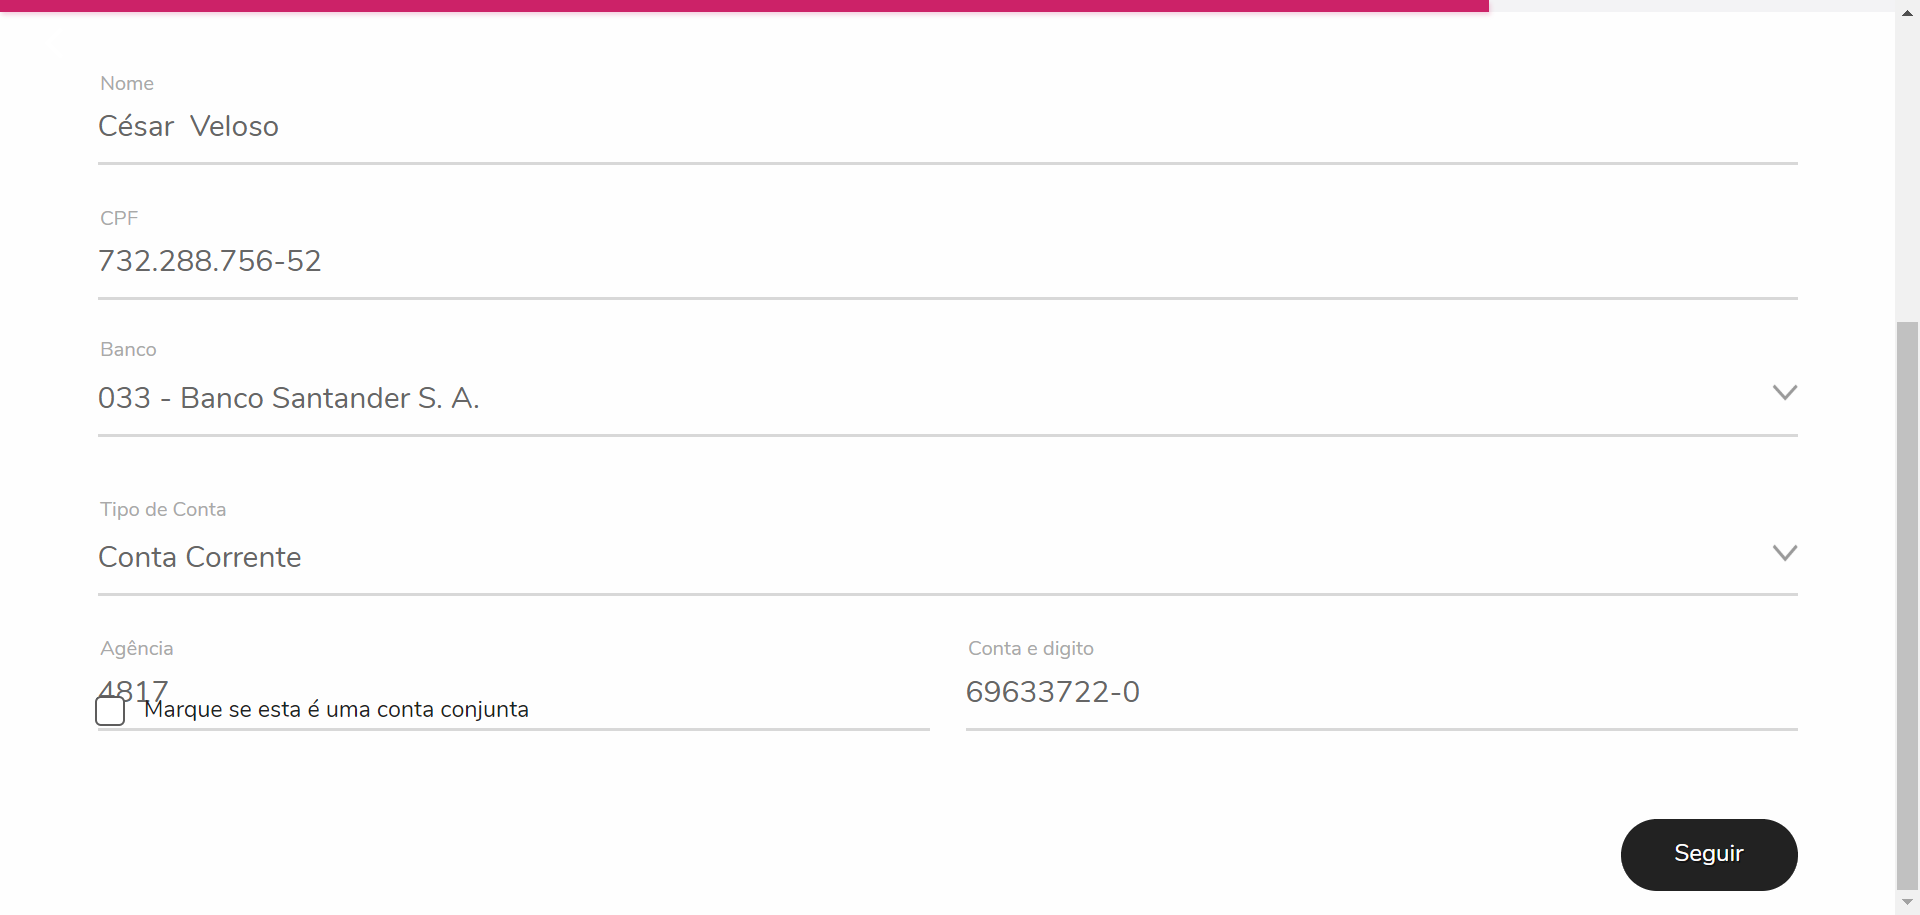 Nome
César  Veloso
CPF
732.288.756-52
Banco
033 - Banco Santander S. A.
Tipo de Conta
Conta Corrente
Agência
4817
Conta e digito
69633722-0
Marque se esta é uma conta conjunta
Seguir